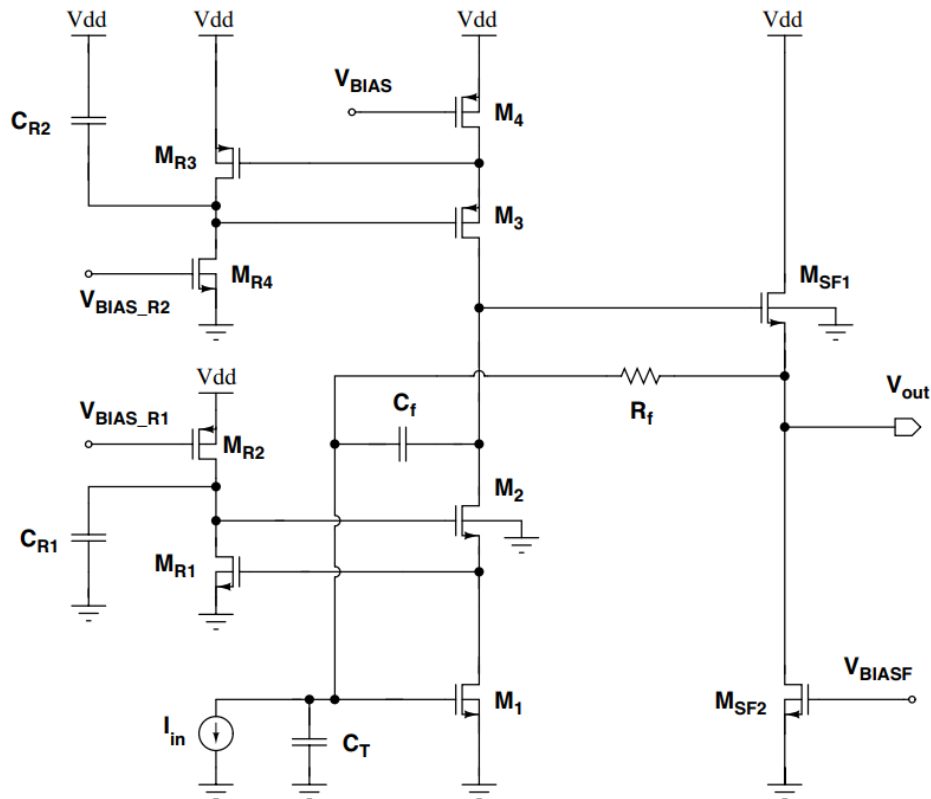 Vdd
Vdd
Vdd
Vdd
V_BIAS
M_4
C_R2
M_R3
M_3
M_R4
V_BIAS_R2
M_SF1
Vdd
V_BIAS_R1
M_R2
C_f
R_f
V_out
M_2
C_R1
M_R1
V_BIASF
M_1
M_SF2
I_in
C_T